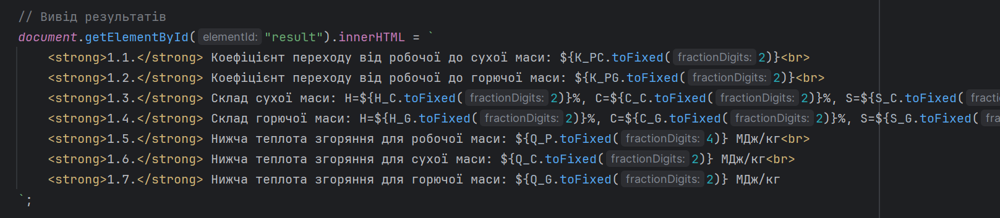 // Вивід результатів
document.getElementById( elementId: "result").innerHTML = `
<strong>1.1.</strong> Коефіцієнт переходу від робочої до сухої маси: ${K_PC.toFixed( fractionDigits: 2)}<br>
<strong>1.2.</strong> Коефіцієнт переходу від робочої до горючої маси: ${K_PG.toFixed( fractionDigits: 2)}<br>
<strong>1.3.</strong> Склад сухої маси: H=${H_C.toFixed( fractionDigits: 2)}%, C=${C_C.toFixed( fractionDigits: 2)}%, S=${S_C.toFixed(
<strong>1.4.</strong> Склад горючої маси: H=${H_G.toFixed( fractionDigits: 2)}%, C=${C_G.toFixed( fractionDigits: 2)}%, S=${S_G.toFixed(
<strong>1.5.</strong> Нижча теплота згоряння для робочої маси: ${Q_P.toFixed( fractionDigits: 4)} МДж/кг<br>
<strong>1.6.</strong> Нижча теплота згоряння для сухої маси: ${Q_C.toFixed( fractionDigits: 2)} МДж/кг<br>
<strong>1.7.</strong> Нижча теплота згоряння для горючої маси: ${Q_G.toFixed( fractionDigits: 2)} МДж/кг
`;